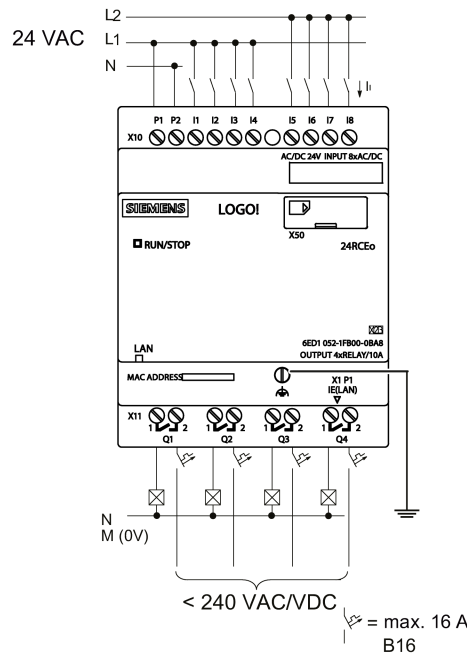 L2
24 VAC L1
N
P1 P2 I1 I2 I3 I4 I5 I6 I7 I8
I₁
X10
AC/DC 24V INPUT 8xAC/DC
SIEMENS LOGO!
X50
RUN/STOP 24RCEo
X23
6ED1 052-1FB00-0BA8
OUTPUT 4xRELAY/10A
LAN
MAC ADDRESS
X1 P1
IE(LAN)
X11
1 2 1 2 1 2 1 2
Q1 Q2 Q3 Q4
N
M (0V)
< 240 VAC/VDC
= max. 16 A
B16